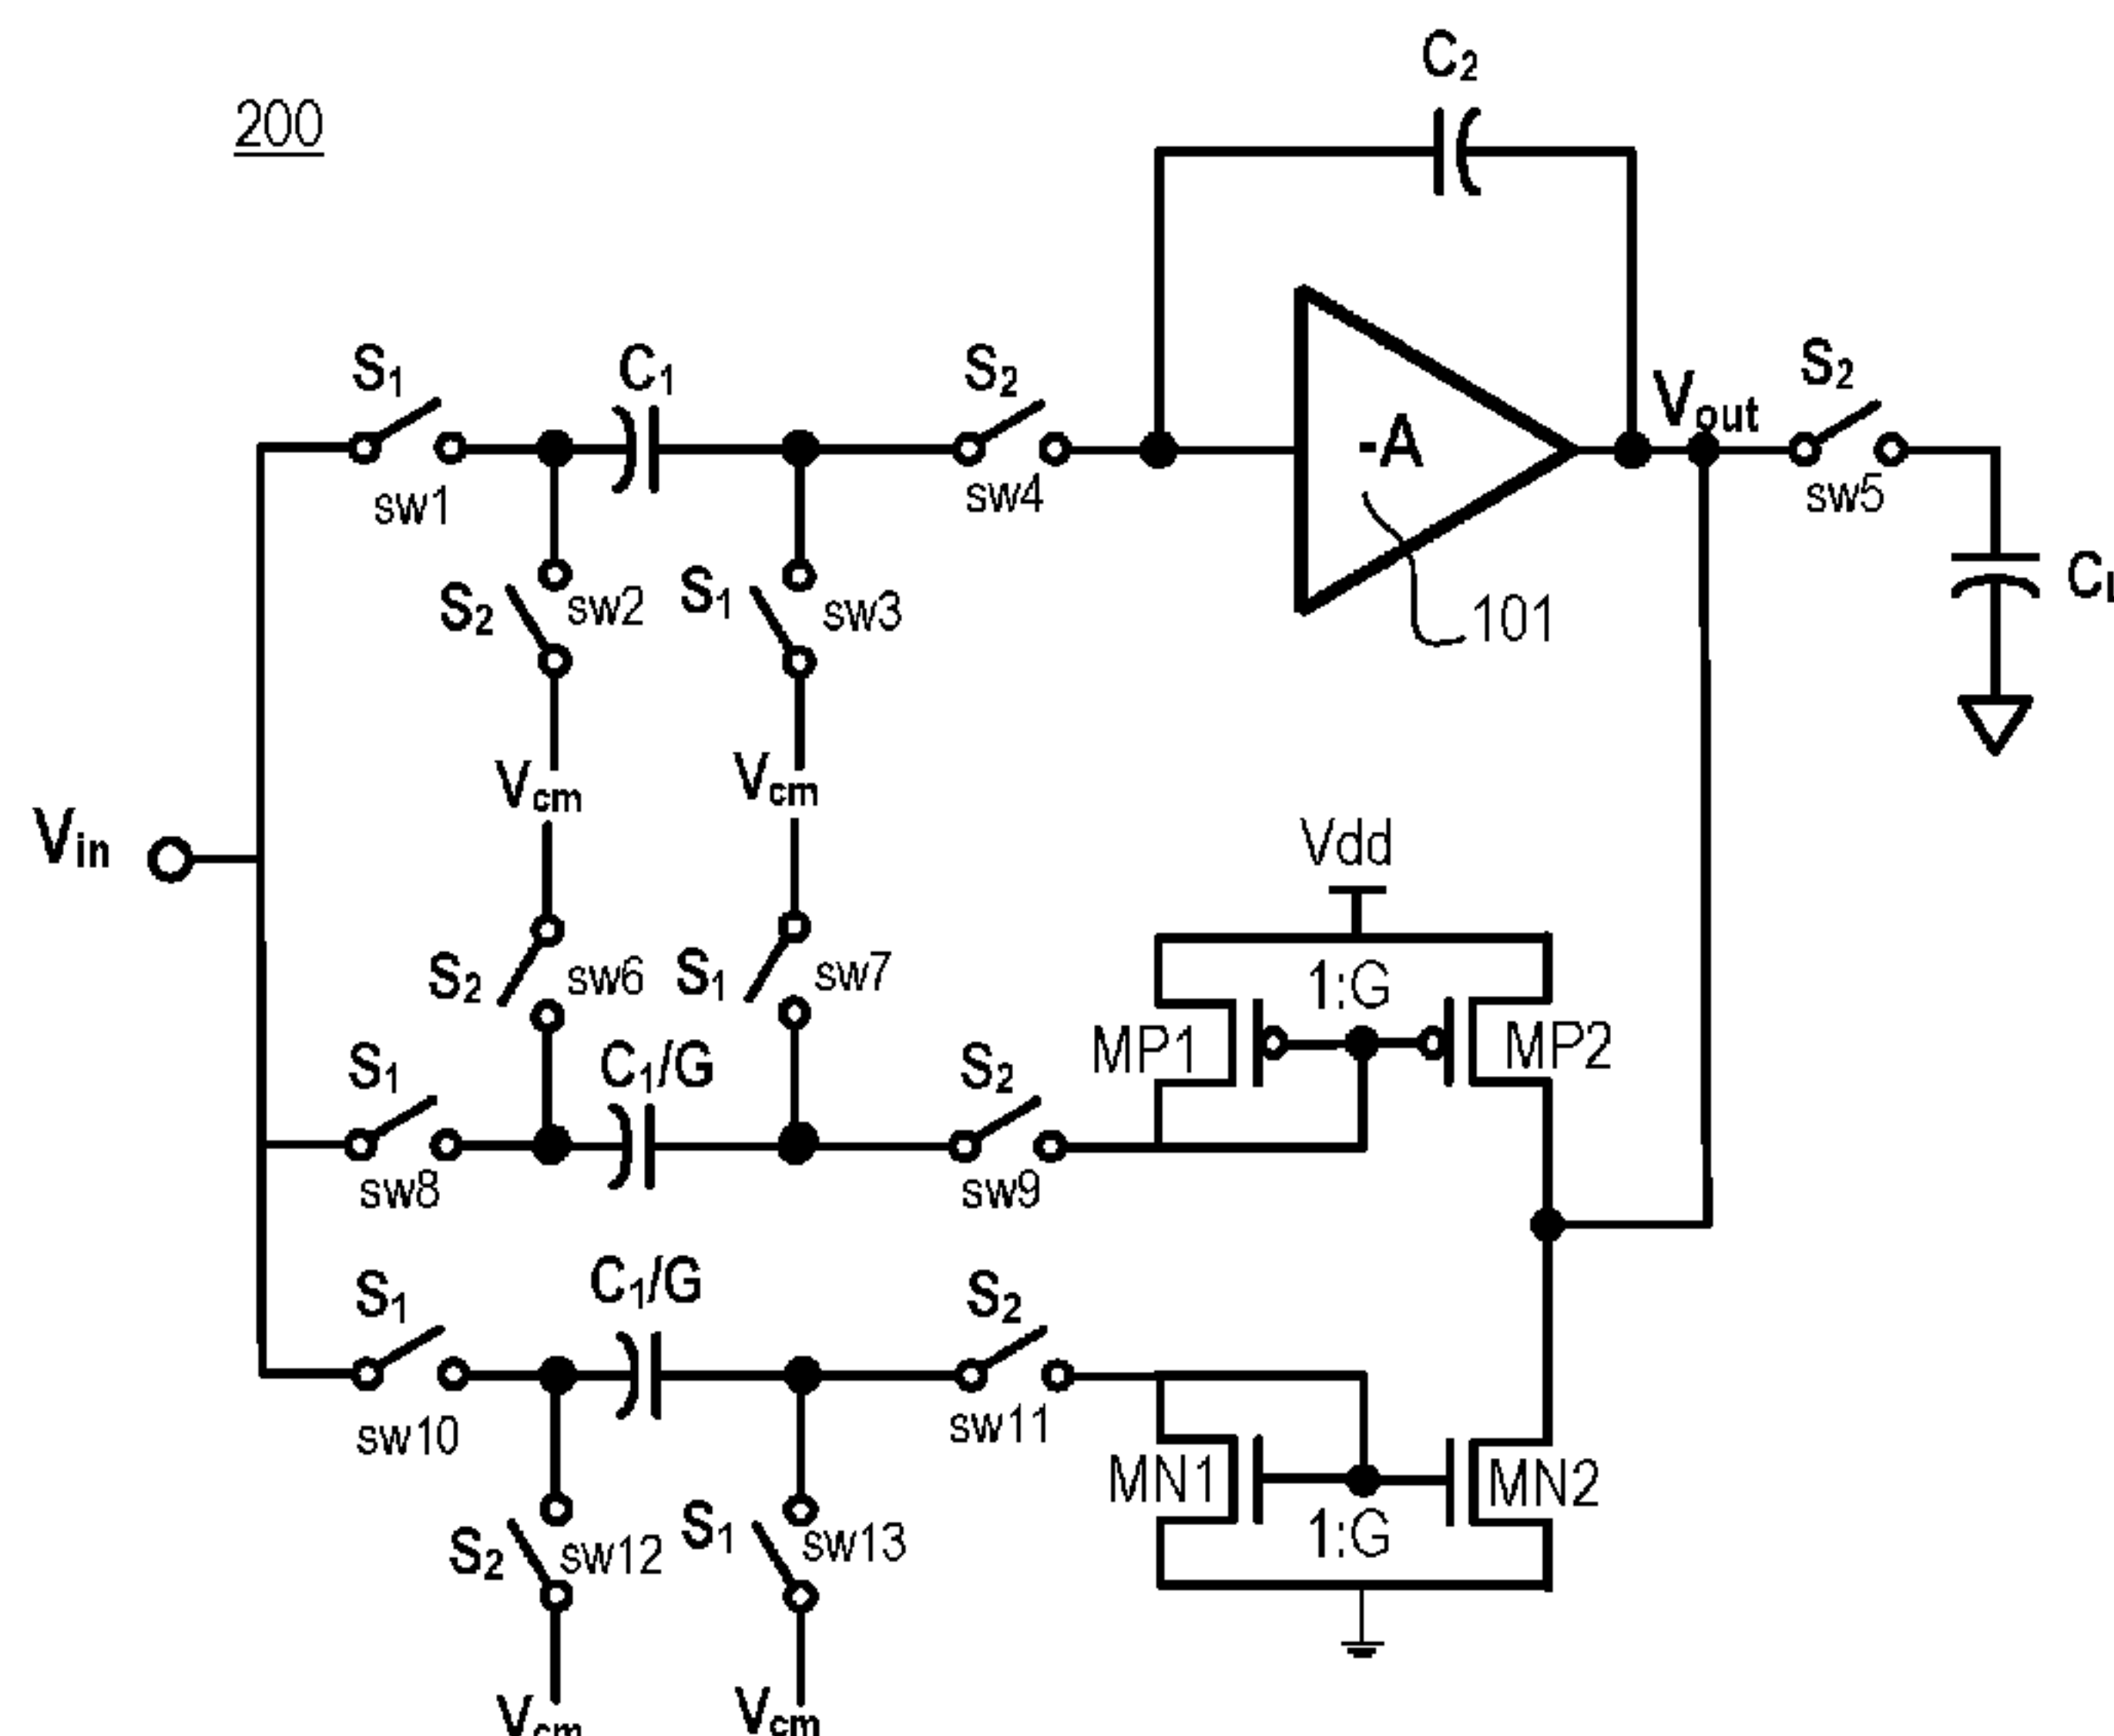 200
C₂
S₁
C₁
S₂
Vout
S₂
sw1
sw4
-A
sw5
S₂
sw2
S₁
sw3
101
Vcm
Vcm
Vin
Vdd
S₂
sw6
S₁
sw7
1:G
MP1
MP2
S₁
C₁/G
S₂
sw8
sw9
S₁
C₁/G
S₂
sw10
sw11
MN1
MN2
S₂
sw12
S₁
sw13
1:G
Vcm
Vcm